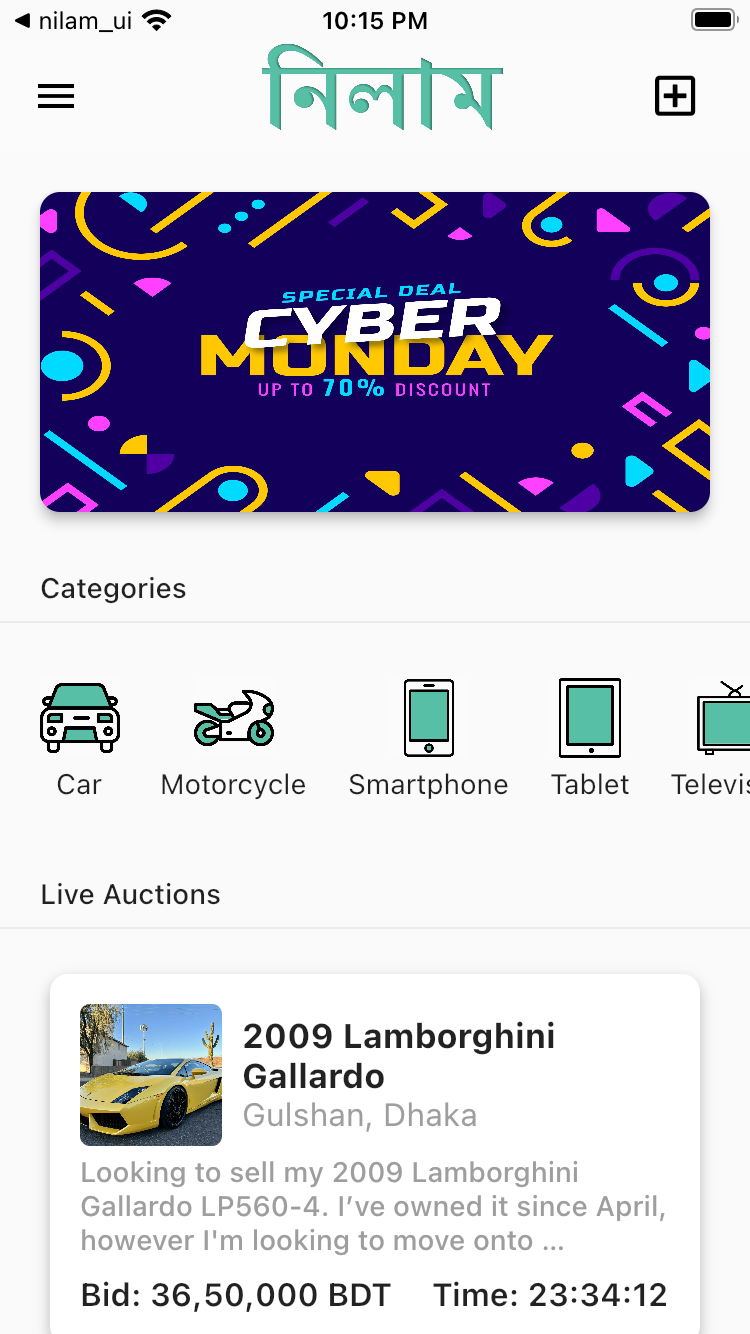 nilam_ui 10:15 PM
নিলাম
SPECIAL DEAL
CYBER
MONDAY
UP TO 70% DISCOUNT
Categories
Car Motorcycle Smartphone Tablet Televis
Live Auctions
2009 Lamborghini
Gallardo
Gulshan, Dhaka
Looking to sell my 2009 Lamborghini
Gallardo LP560-4. I’ve owned it since April,
however I'm looking to move onto ...
Bid: 36,50,000 BDT Time: 23:34:12